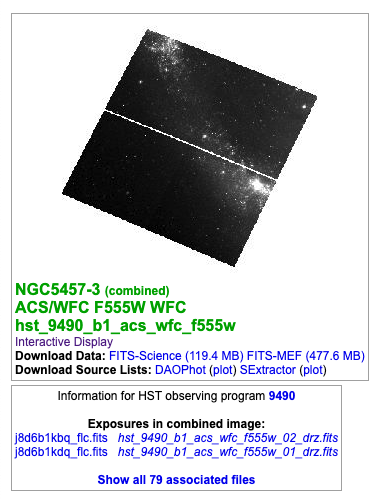 NGC5457-3 (combined)
ACS/WFC F555W WFC
hst_9490_b1_acs_wfc_f555w
Interactive Display
Download Data: FITS-Science (119.4 MB) FITS-MEF (477.6 MB)
Download Source Lists: DAOPhot (plot) SExtractor (plot)
Information for HST observing program 9490
Exposures in combined image:
j8d6b1kbq_flc.fits hst_9490_b1_acs_wfc_f555w_02_drz.fits
j8d6b1kdq_flc.fits hst_9490_b1_acs_wfc_f555w_01_drz.fits
Show all 79 associated files